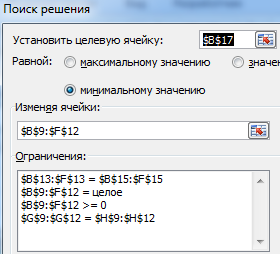 Поиск решения
Установить целевую ячейку: $B$17
Равной: максимальному значению
минимальному значению
Изменяя ячейки:
$B$9:$F$12
Ограничения:
$B$13:$F$13 = $B$15:$F$15
$B$9:$F$12 = целое
$B$9:$F$12 >= 0
$G$9:$G$12 = $H$9:$H$12